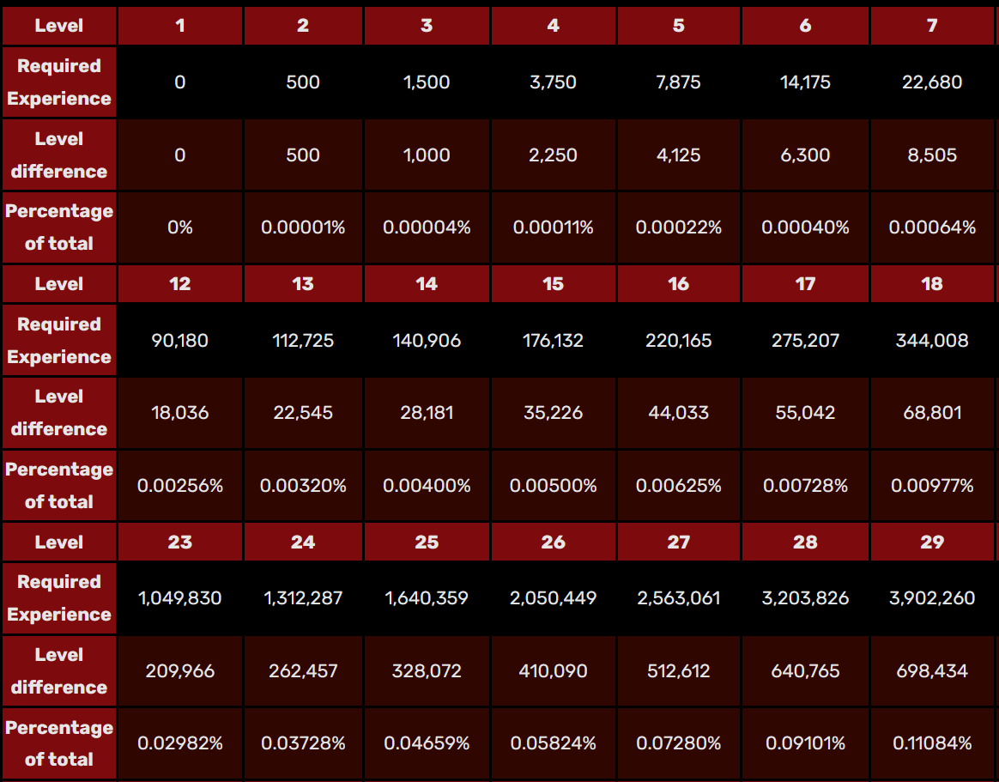 Level 1 2 3 4 5 6 7
Required Experience 0 500 1,500 3,750 7,875 14,175 22,680
Level difference 0 500 1,000 2,250 4,125 6,300 8,505
Percentage of total 0% 0.00001% 0.00004% 0.00011% 0.00022% 0.00040% 0.00064%
Level 12 13 14 15 16 17 18
Required Experience 90,180 112,725 140,906 176,132 220,165 275,207 344,008
Level difference 18,036 22,545 28,181 35,226 44,033 55,042 68,801
Percentage of total 0.00256% 0.00320% 0.00400% 0.00500% 0.00625% 0.00728% 0.00977%
Level 23 24 25 26 27 28 29
Required Experience 1,049,830 1,312,287 1,640,359 2,050,449 2,563,061 3,203,826 3,902,260
Level difference 209,966 262,457 328,072 410,090 512,612 640,765 698,434
Percentage of total 0.02982% 0.03728% 0.04659% 0.05824% 0.07280% 0.09101% 0.11084%